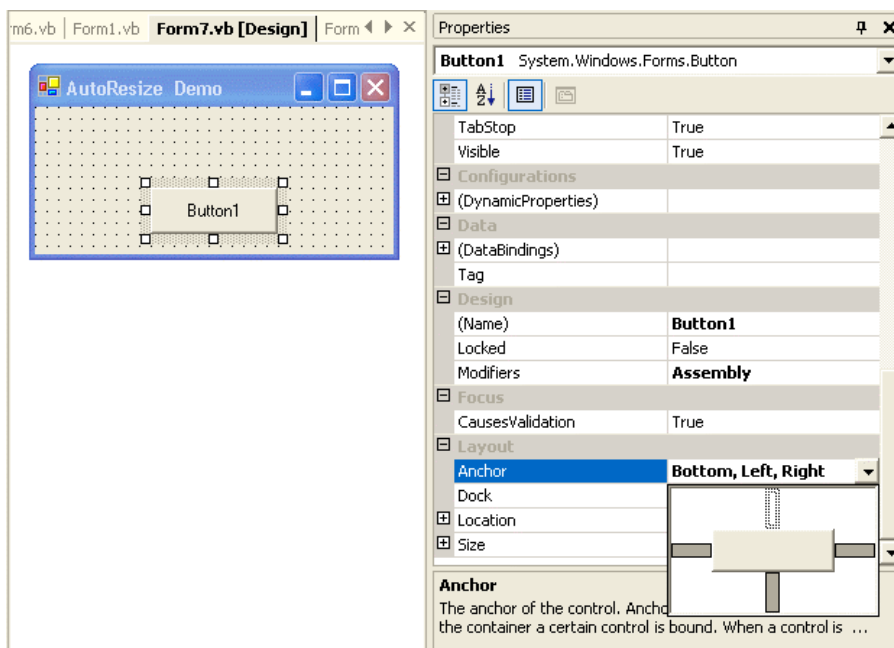 rm6.vb Form1.vb Form7.vb [Design] Form
AutoResize Demo
Button1
Properties
Button1 System.Windows.Forms.Button
TabStop True
Visible True
Configurations
(DynamicProperties)
Data
(DataBindings)
Tag
Design
(Name) Button1
Locked False
Modifiers Assembly
Focus
CausesValidation True
Layout
Anchor Bottom, Left, Right
Dock
Location
Size
Anchor
The anchor of the control. Ancho
the container a certain control is bound. When a control is ...